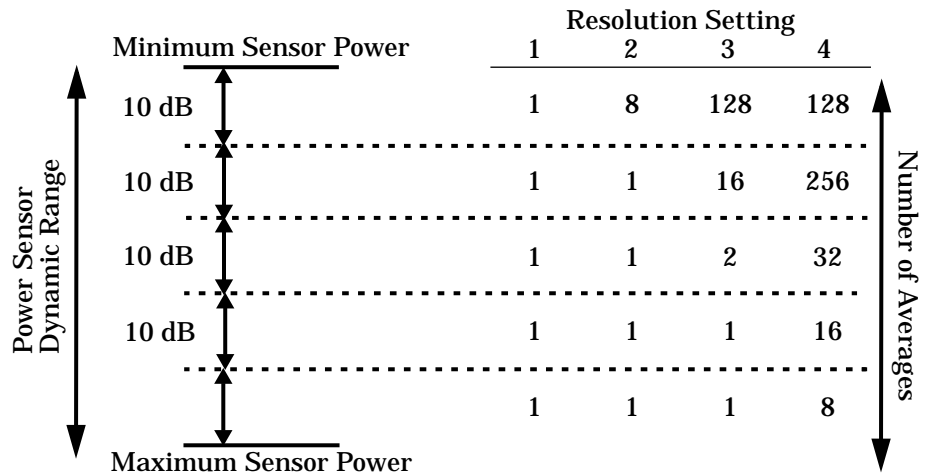 Resolution Setting
Minimum Sensor Power 1 2 3 4
10 dB 1 8 128 128
10 dB 1 1 16 256
10 dB 1 1 2 32
10 dB 1 1 1 16
1 1 1 8
Maximum Sensor Power
Power Sensor
Dynamic Range
Number of Averages